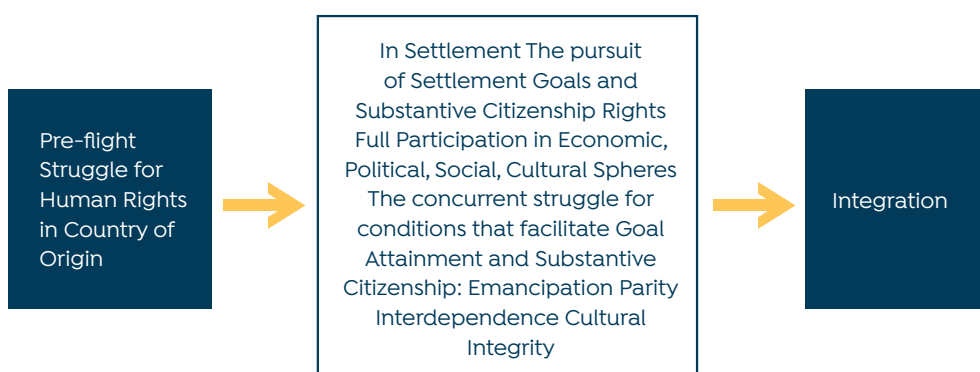 Pre-flight
Struggle for
Human Rights
in Country of
Origin
In Settlement The pursuit
of Settlement Goals and
Substantive Citizenship Rights
Full Participation in Economic,
Political, Social, Cultural Spheres
The concurrent struggle for
conditions that facilitate Goal
Attainment and Substantive
Citizenship: Emancipation Parity
Interdependence Cultural
Integrity
Integration